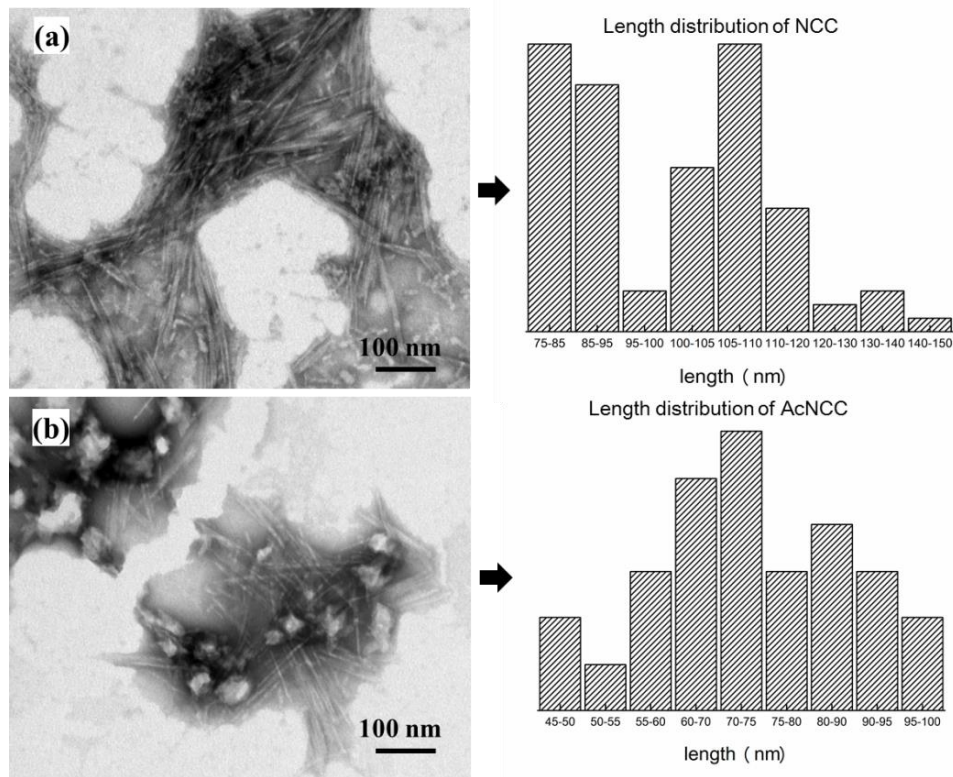 (a)
100 nm
Length distribution of NCC
75-85 85-95 95-100 100-105 105-110 110-120 120-130 130-140 140-150
length ( nm)
(b)
100 nm
Length distribution of AcNCC
45-50 50-55 55-60 60-70 70-75 75-80 80-90 90-95 95-100
length ( nm)